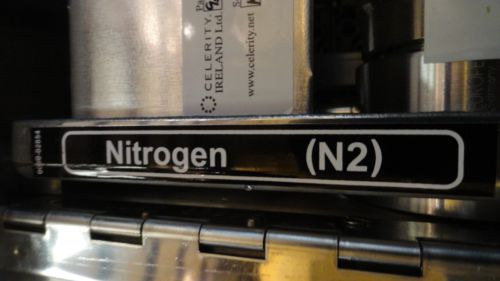 CELERITY,
IRELAND Ltd.
www.celerity.net
Nitrogen (N2)